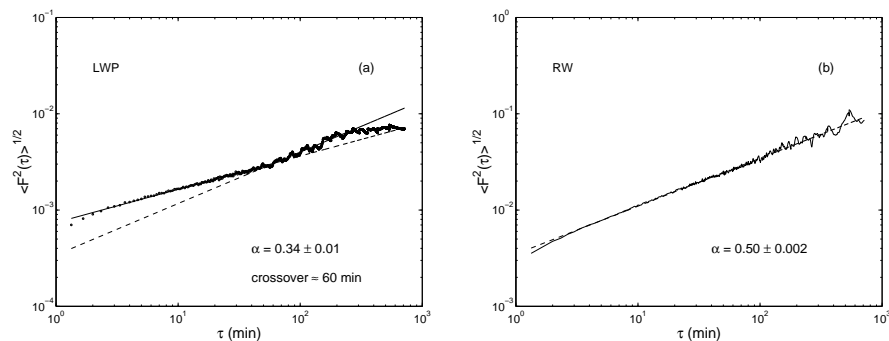 10⁻¹
10⁻²
10⁻³
10⁻⁴
<F²(τ)>¹/²
LWP
(a)
α = 0.34 ± 0.01
crossover ≈ 60 min
10⁰
10¹
10²
10³
τ (min)
10⁰
10⁻¹
10⁻²
10⁻³
<F²(τ)>¹/²
RW
(b)
α = 0.50 ± 0.002
10⁰
10¹
10²
10³
τ (min)